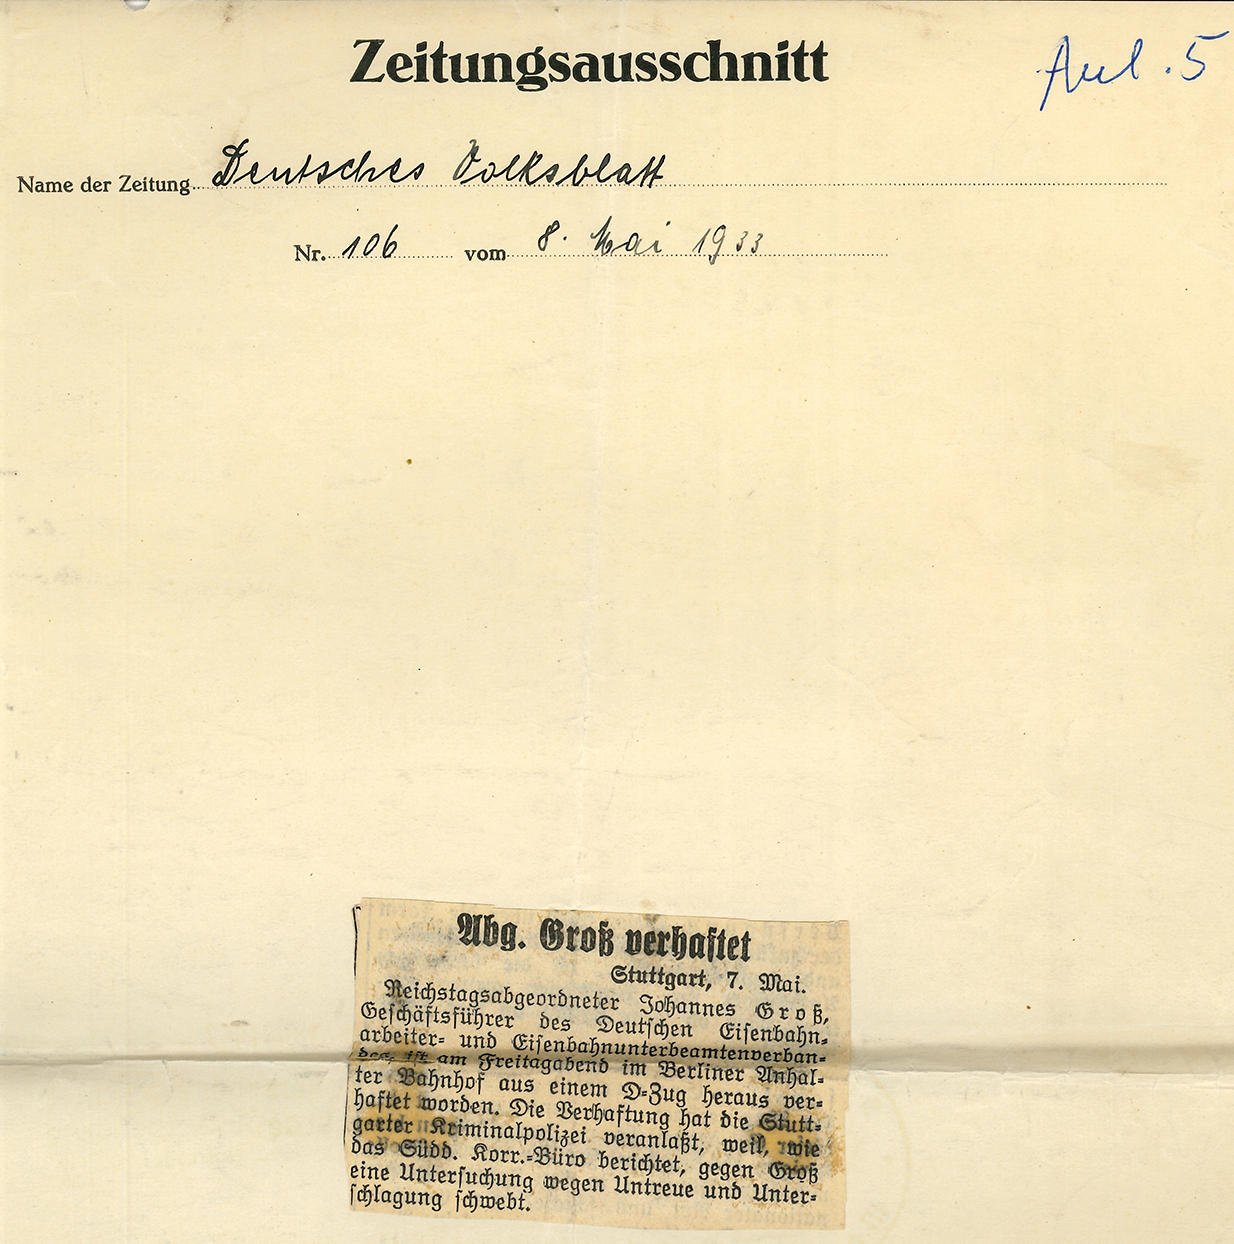 Zeitungsausschnitt
Anl. 5
Name der Zeitung Deutsches Volksblatt
Nr. 106 vom 8. Mai 1933
Abg. Groß verhaftet
Stuttgart, 7. Mai.
Reichstagsabgeordneter Johannes Groß,
Geschäftsführer des Deutschen Eisenbahn-
arbeiter- und Eisenbahnunterbeamtenverban-
des, ist am Freitagabend im Berliner Anhal-
ter Bahnhof aus einem D-Zug heraus ver-
haftet worden. Die Verhaftung hat die Stutt-
garter Kriminalpolizei veranlaßt, weil, wie
das Südd. Korr.-Büro berichtet, gegen Groß
eine Untersuchung wegen Untreue und Unter-
schlagung schwebt.